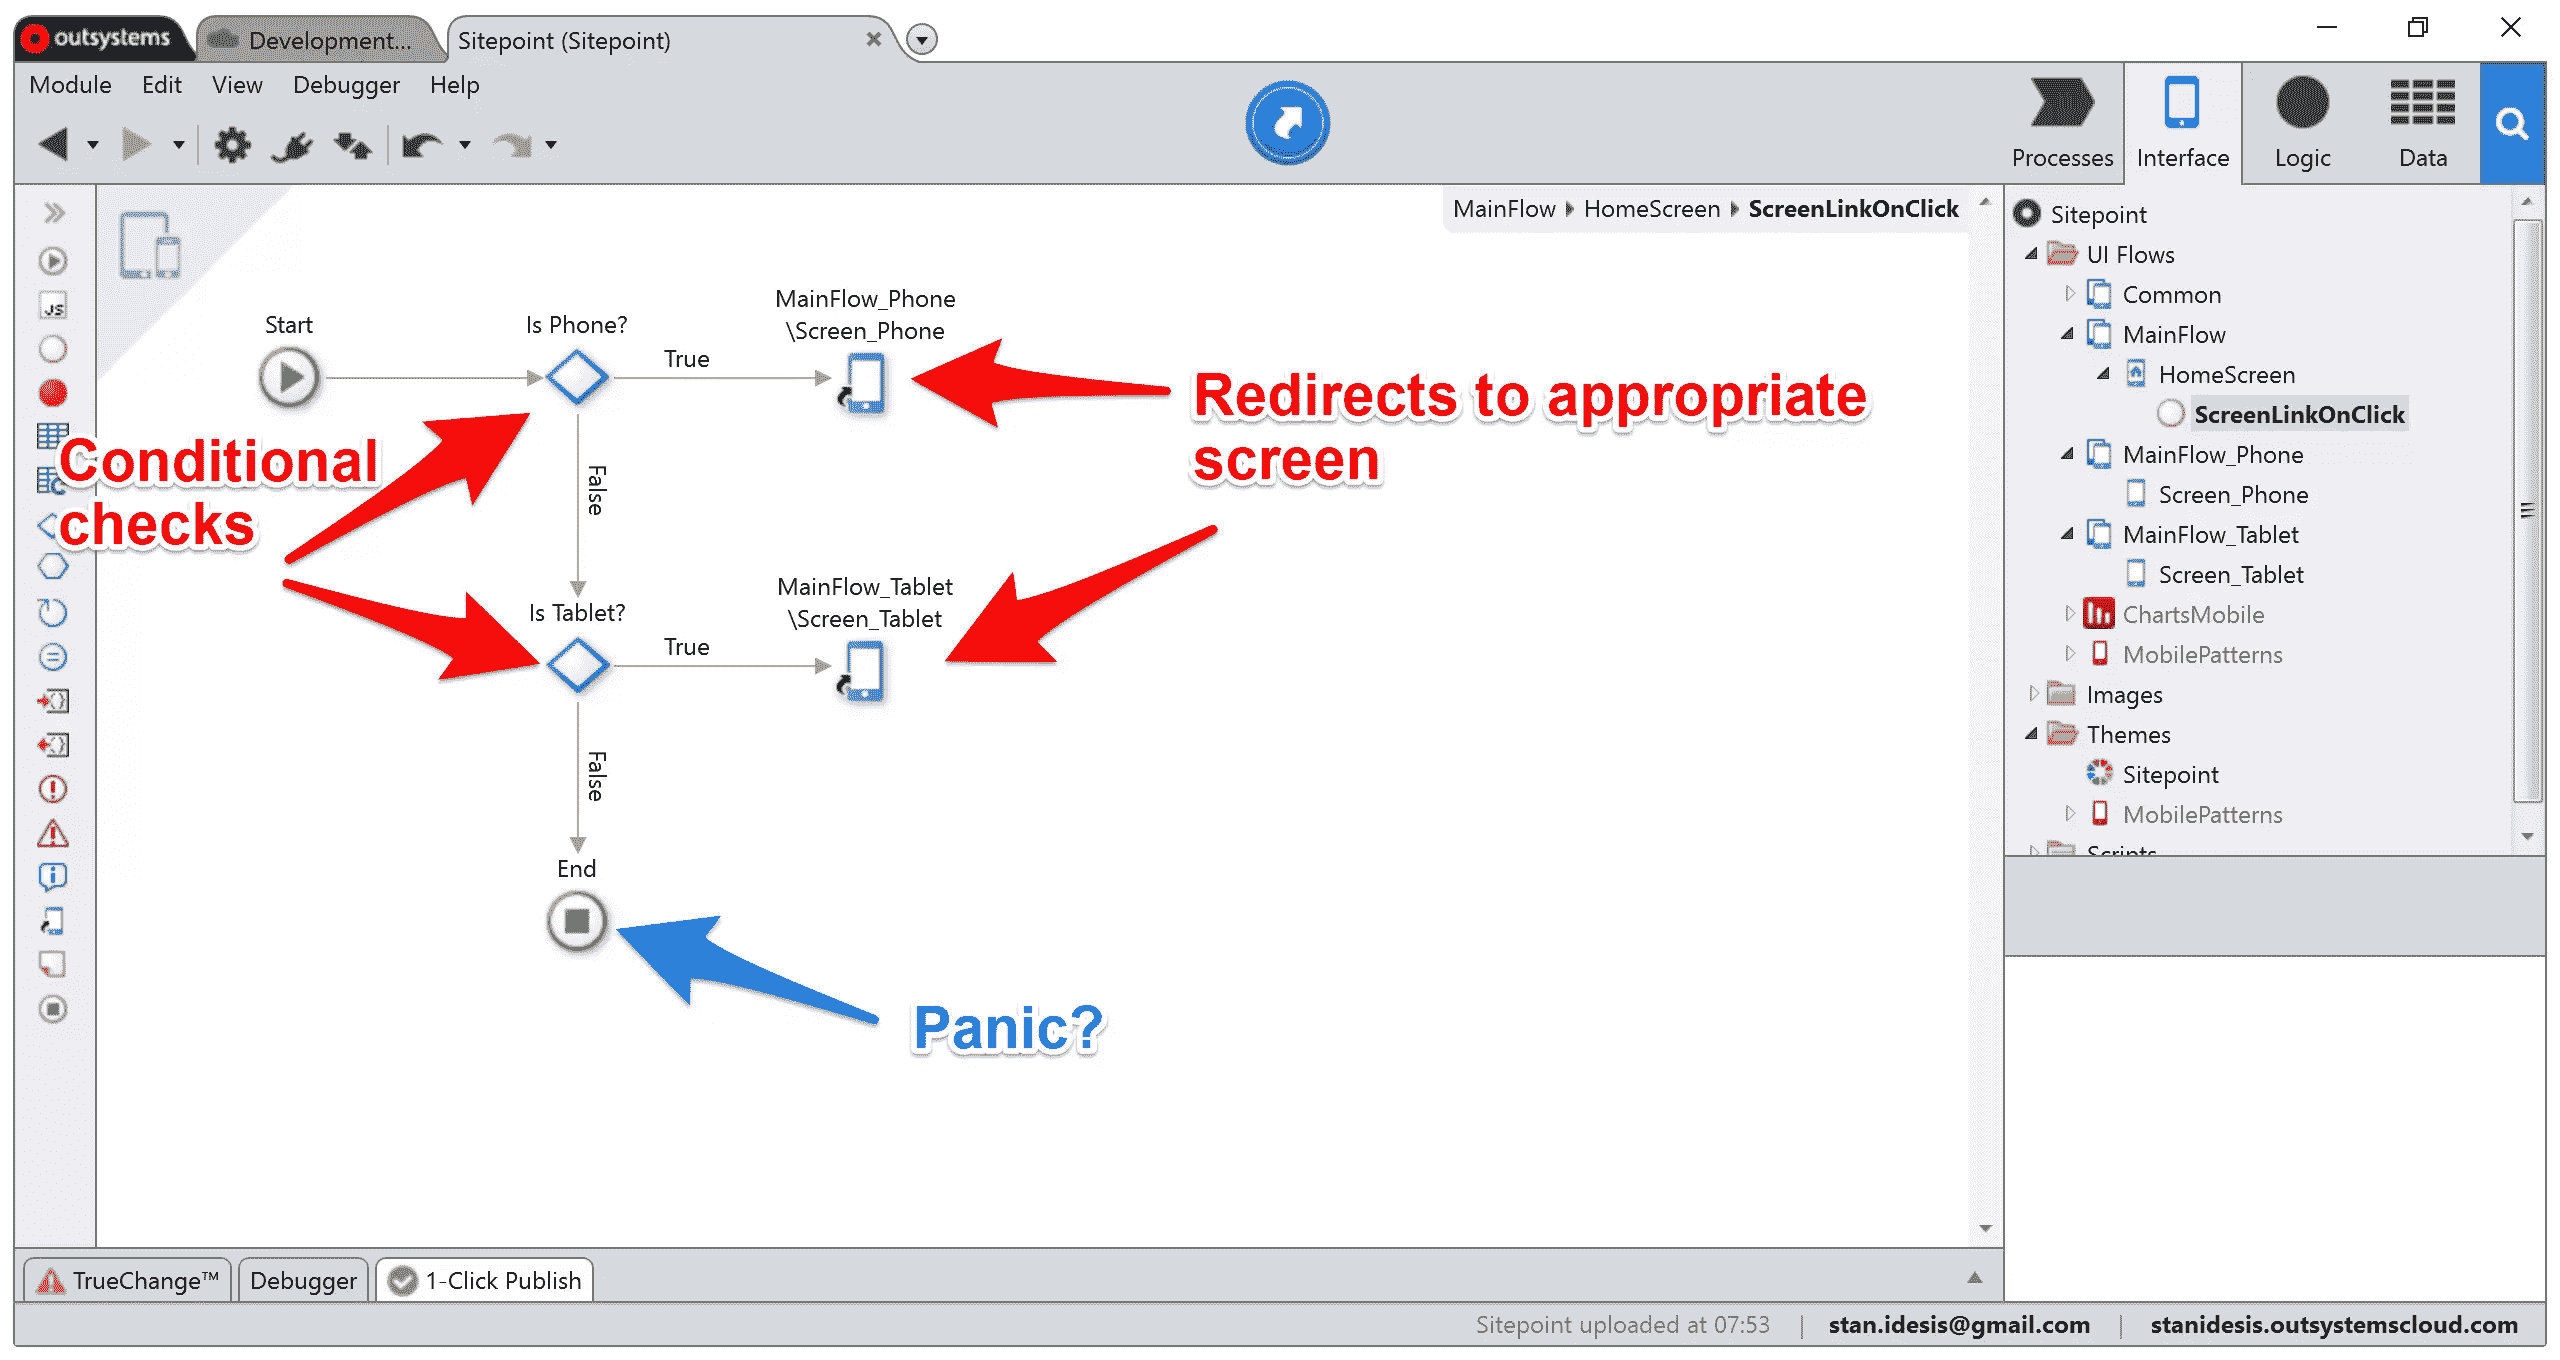 outsystems
Development...
Sitepoint (Sitepoint)
Module Edit View Debugger Help
Processes Interface Logic Data
MainFlow HomeScreen ScreenLinkOnClick
JS
Start
Is Phone?
True
MainFlow_Phone
\Screen_Phone
False
Conditional
checks
Redirects to appropriate
screen
Is Tablet?
True
MainFlow_Tablet
\Screen_Tablet
False
End
Panic?
Sitepoint
UI Flows
Common
MainFlow
HomeScreen
ScreenLinkOnClick
MainFlow_Phone
Screen_Phone
MainFlow_Tablet
Screen_Tablet
ChartsMobile
MobilePatterns
Images
Themes
Sitepoint
MobilePatterns
Scripts
TrueChange™ Debugger 1-Click Publish
Sitepoint uploaded at 07:53 | stan.idesis@gmail.com | stanidesis.outsystemscloud.com